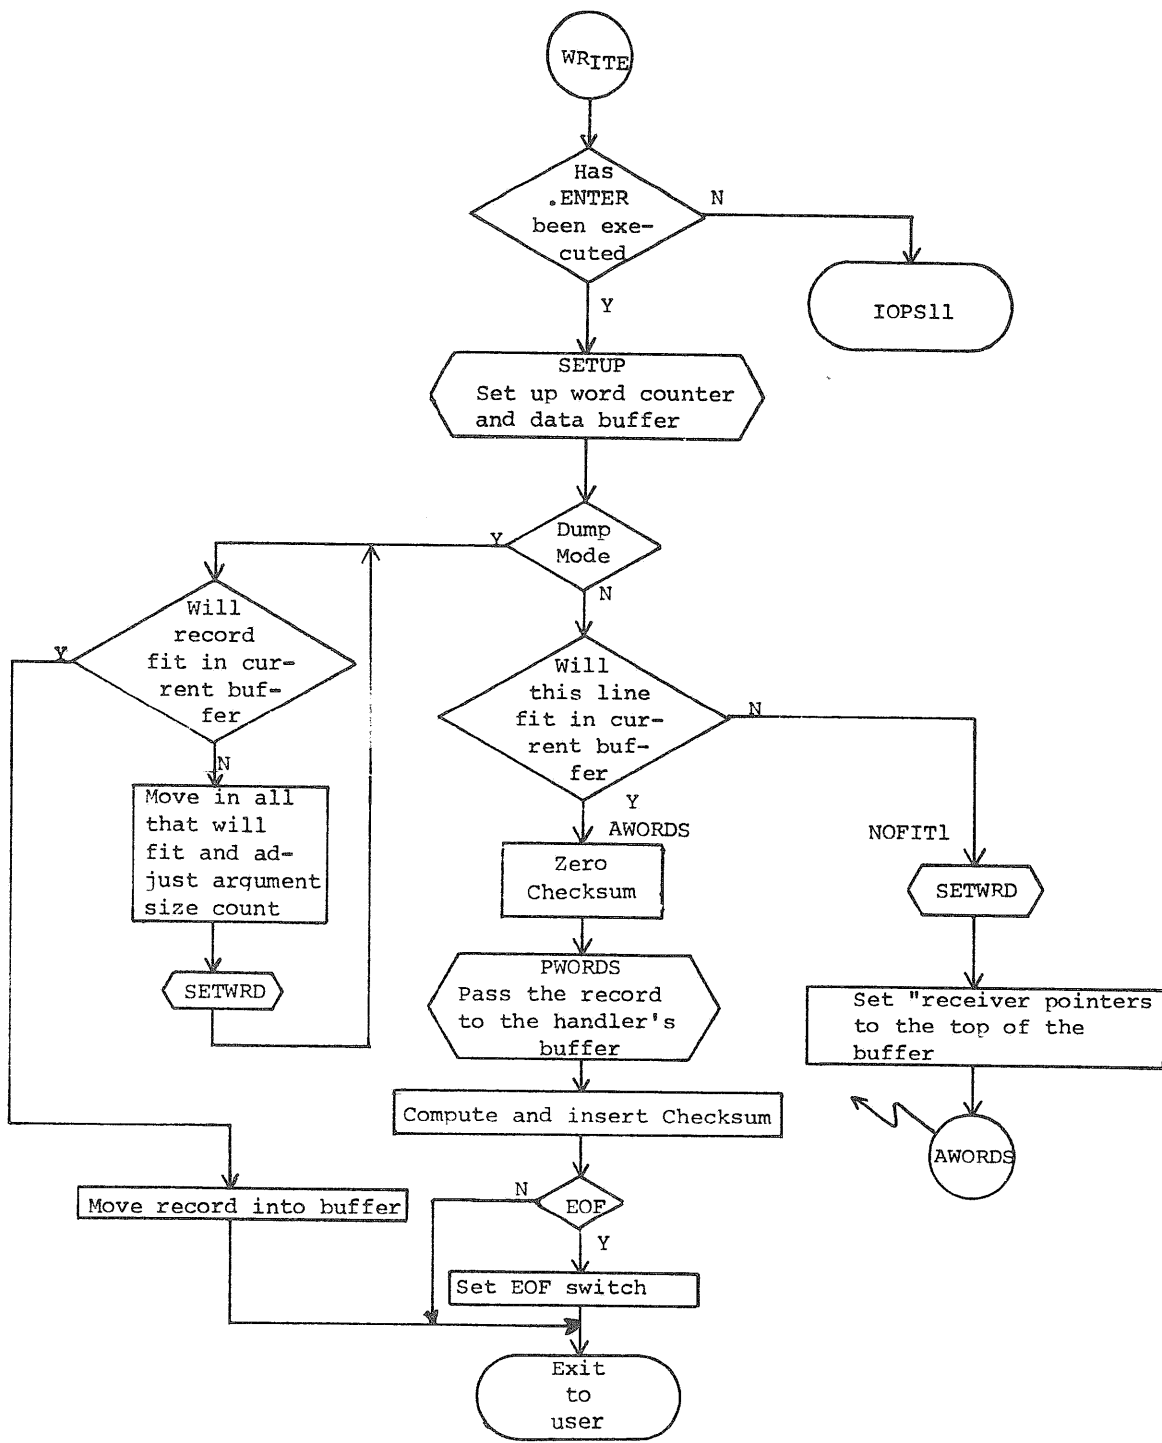 WRITE
Has
.ENTER
been exe-
cuted
N
IOPS11
Y
SETUP
Set up word counter
and data buffer
Dump
Mode
Y
N
Will
record
fit in cur-
rent buf-
fer
Y
N
Move in all
that will
fit and ad-
just argument
size count
SETWRD
Will
this line
fit in cur-
rent buf-
fer
N
Y
AWORDS
NOFIT1
Zero
Checksum
SETWRD
PWORDS
Pass the record
to the handler's
buffer
Set "receiver pointers
to the top of the
buffer
Compute and insert Checksum
AWORDS
Move record into buffer
N
EOF
Y
Set EOF switch
Exit
to
user